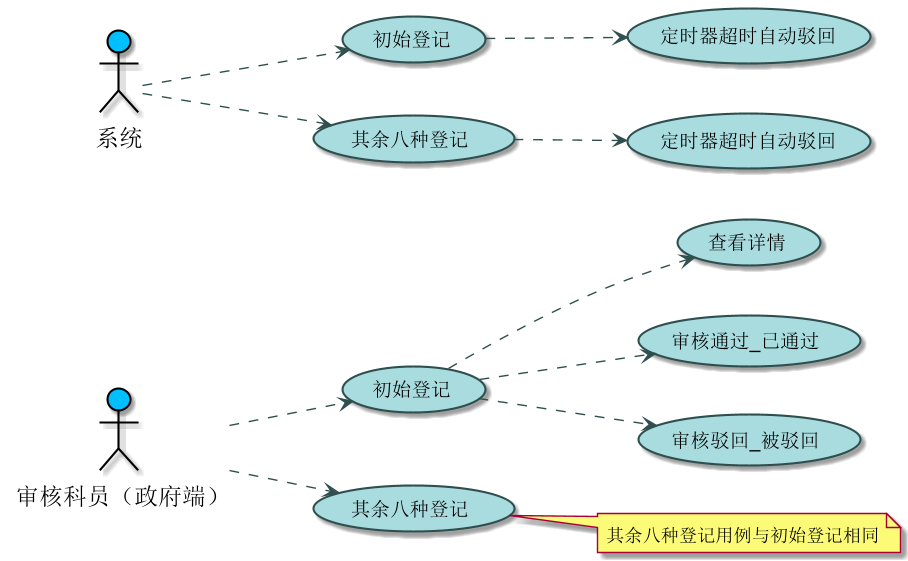 初始登记
定时器超时自动驳回
系统
其余八种登记
定时器超时自动驳回
查看详情
审核通过_已通过
初始登记
审核驳回_被驳回
审核科员（政府端）
其余八种登记
其余八种登记用例与初始登记相同